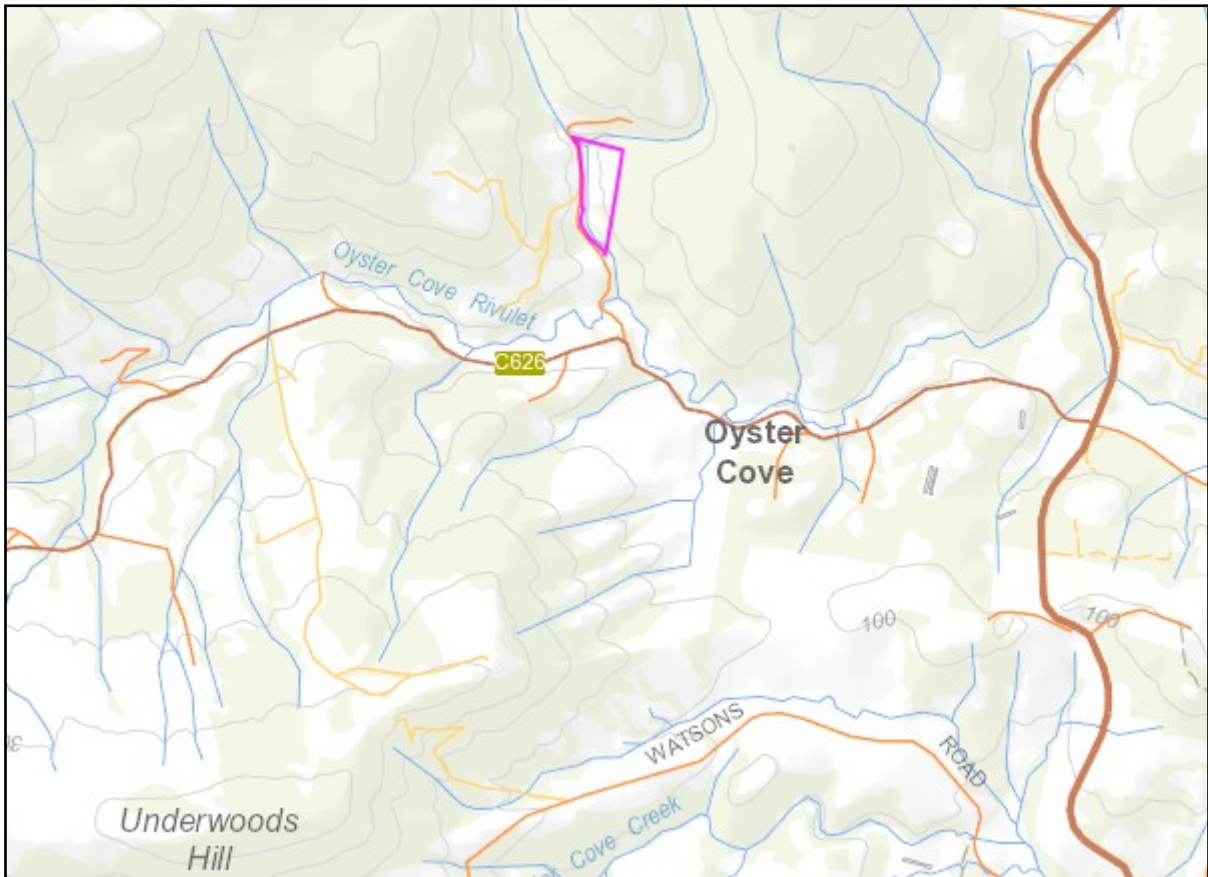 Oyster Cove Rivulet
C626
Oyster
Cove
100
100
WATSONS
ROAD
Underwoods
Hill
Cove Creek